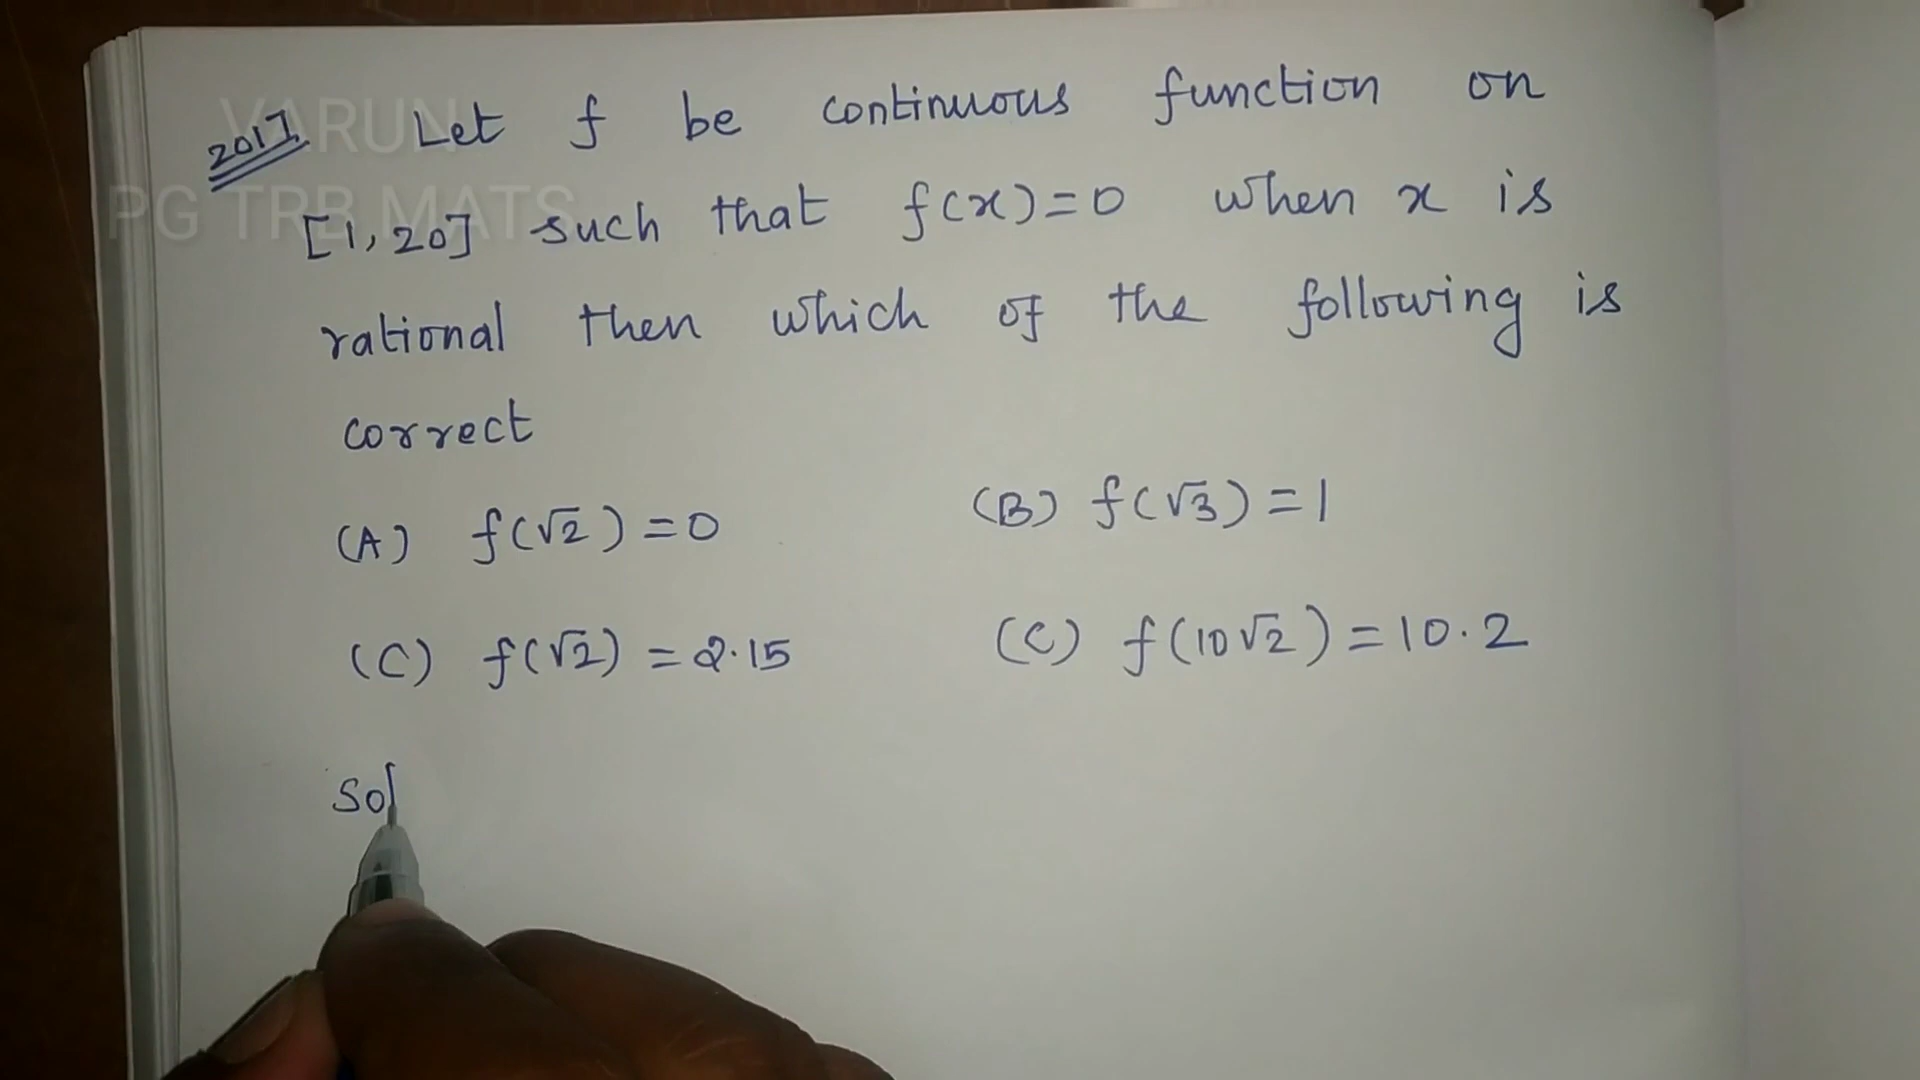 VARUN
PG TRB MATS
2017 Let f be continuous function on
[1,20] such that f(x)=0 when x is
rational then which of the following is
correct
(A) f(√2)=0 (B) f(√3)=1
(C) f(√2)=2.15 (C) f(10√2)=10.2
Sol